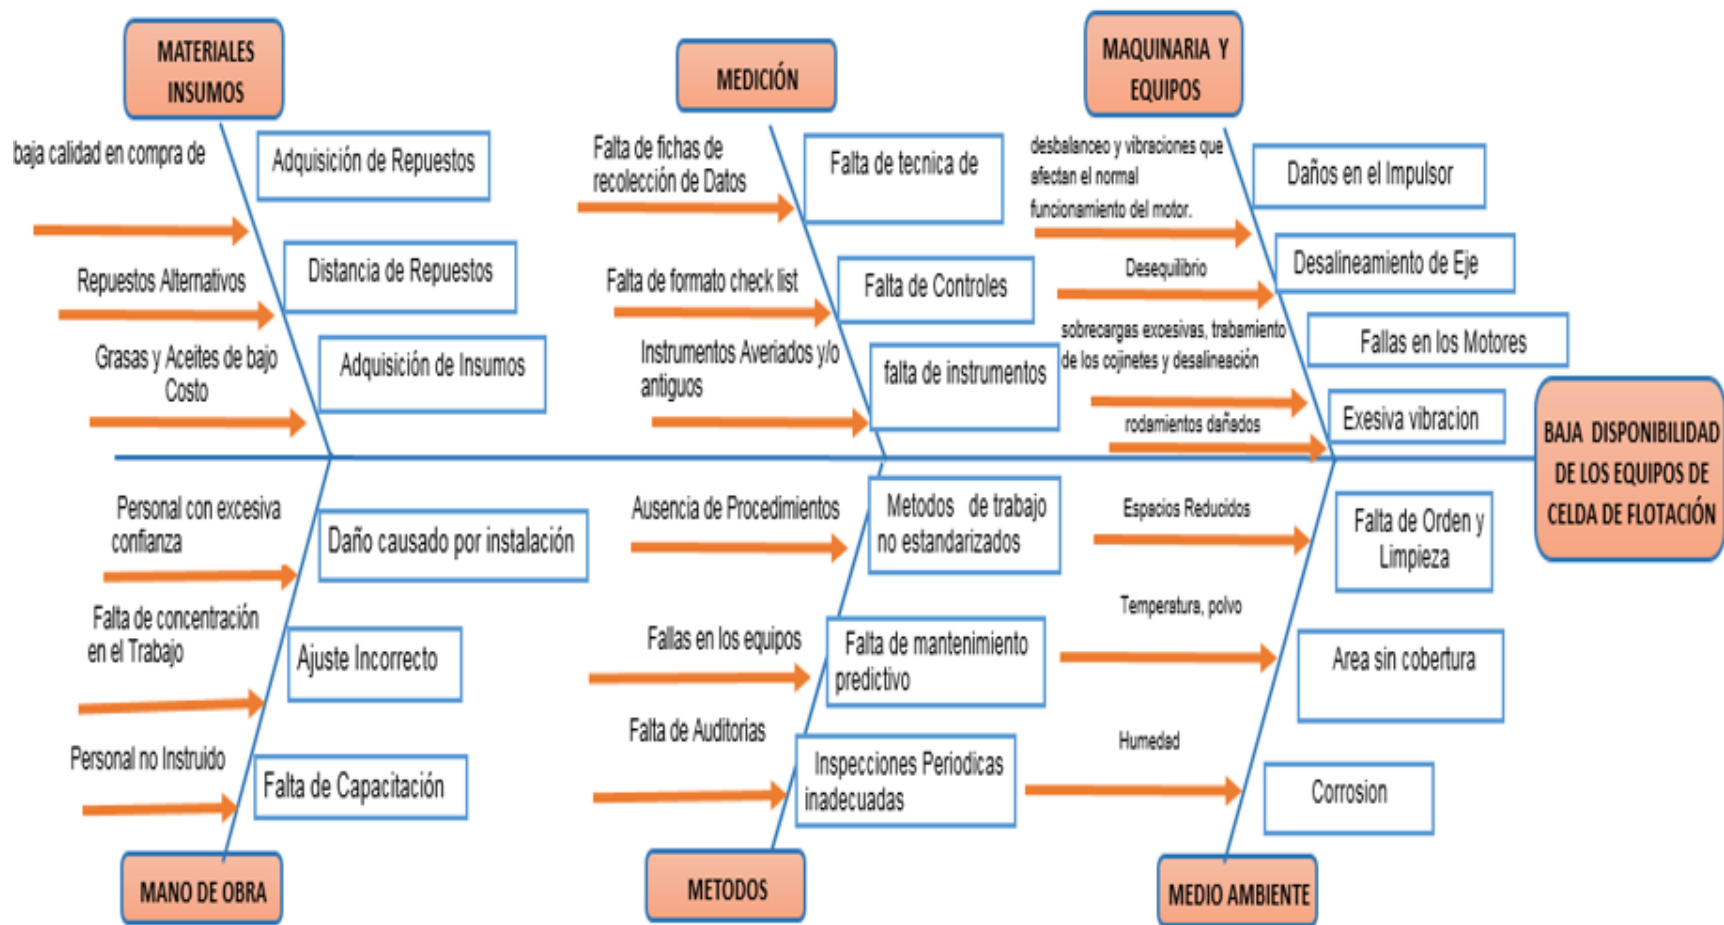 MATERIALES
INSUMOS
baja calidad en compra de
Adquisición de Repuestos
Repuestos Alternativos
Distancia de Repuestos
Grasas y Aceites de bajo
Costo
Adquisición de Insumos
MEDICIÓN
Falta de fichas de
recolección de Datos
Falta de tecnica de
Falta de formato check list
Falta de Controles
Instrumentos Averiados y/o
antiguos
falta de instrumentos
MAQUINARIA Y
EQUIPOS
desbalanceo y vibraciones que
afectan el normal
funcionamiento del motor.
Daños en el Impulsor
Desequilibrio
Desalineamiento de Eje
sobrecargas excesivas, trabamiento
de los cojinetes y desalineación
Fallas en los Motores
rodamientos dañados
Exesiva vibracion
BAJA DISPONIBILIDAD
DE LOS EQUIPOS DE
CELDA DE FLOTACIÓN
Personal con excesiva
confianza
Daño causado por instalación
Falta de concentración
en el Trabajo
Ajuste Incorrecto
Personal no Instruido
Falta de Capacitación
MANO DE OBRA
Ausencia de Procedimientos
Metodos de trabajo
no estandarizados
Fallas en los equipos
Falta de mantenimiento
predictivo
Falta de Auditorias
Inspecciones Periodicas
inadecuadas
METODOS
Espacios Reducidos
Falta de Orden y
Limpieza
Temperatura, polvo
Area sin cobertura
Humedad
Corrosion
MEDIO AMBIENTE